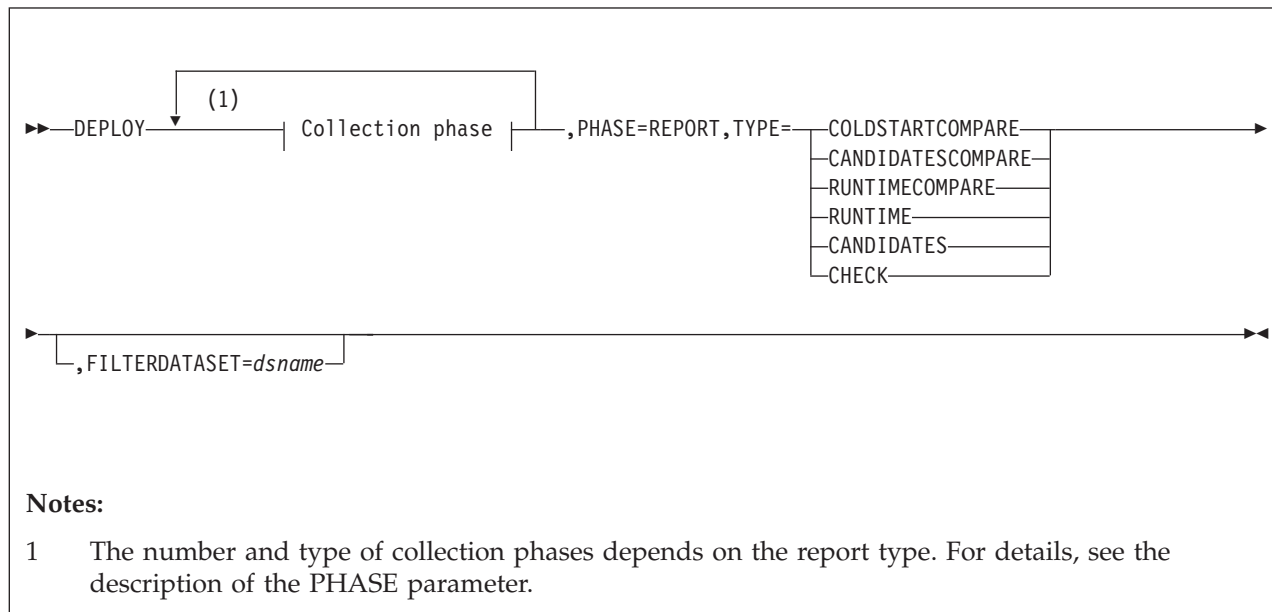 (1)
DEPLOY Collection phase ,PHASE=REPORT,TYPE= COLDSTARTCOMPARE
CANDIDATESCOMPARE
RUNTIMECOMPARE
RUNTIME
CANDIDATES
CHECK
,FILTERDATASET=dsname
Notes:
1 The number and type of collection phases depends on the report type. For details, see the
description of the PHASE parameter.